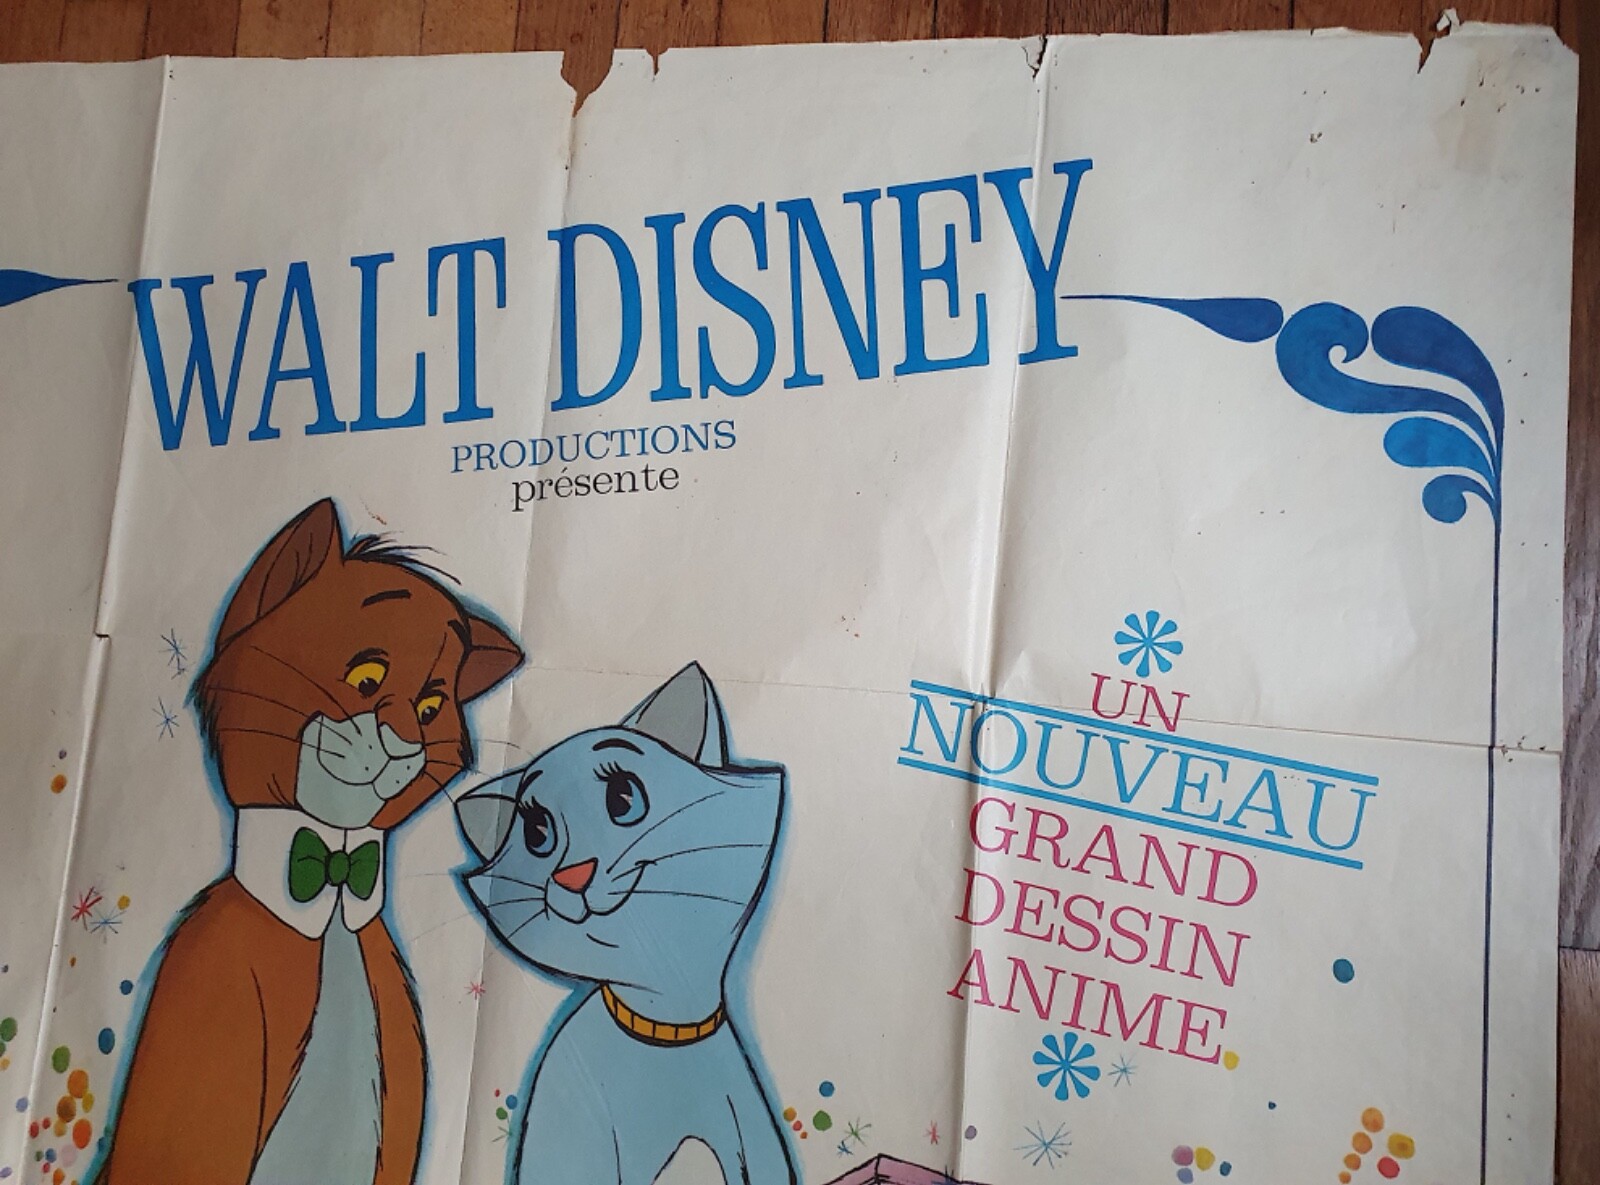 WALT DISNEY
PRODUCTIONS
présente
UN
NOUVEAU
GRAND
DESSIN
ANIME